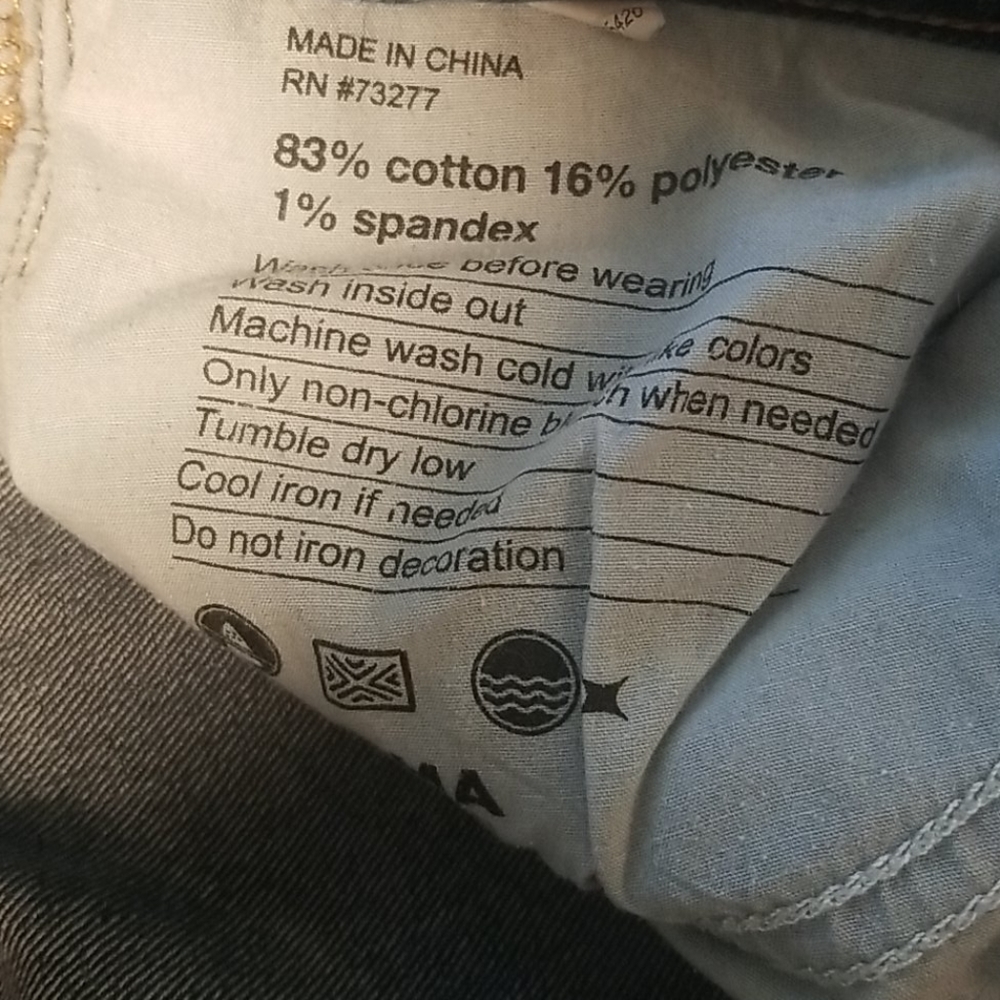 MADE IN CHINA
RN #73277
83% cotton 16% polyester
1% spandex
before wearing
Wash inside out
Machine wash cold colors
Only non-chlorine when needed
Tumble dry low
Cool iron if needed
Do not iron decoration